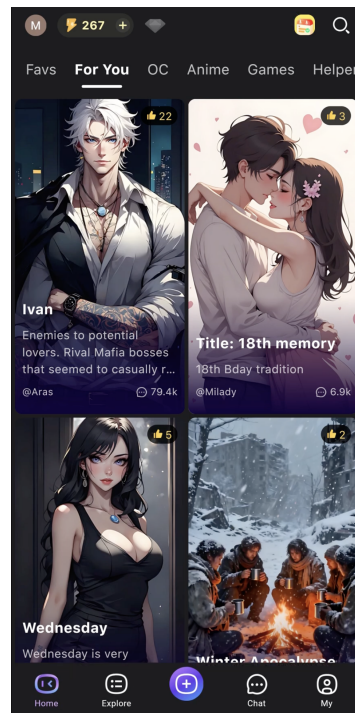 M
267 +
Favs For You OC Anime Games Helper
22
3
Ivan
Enemies to potential
lovers. Rival Mafia bosses
that seemed to casually r...
@Aras 79.4k
Title: 18th memory
18th Bday tradition
@Milady 6.9k
5
2
Wednesday
Wednesday is very
Winter Apocalypse
Home Explore + Chat My